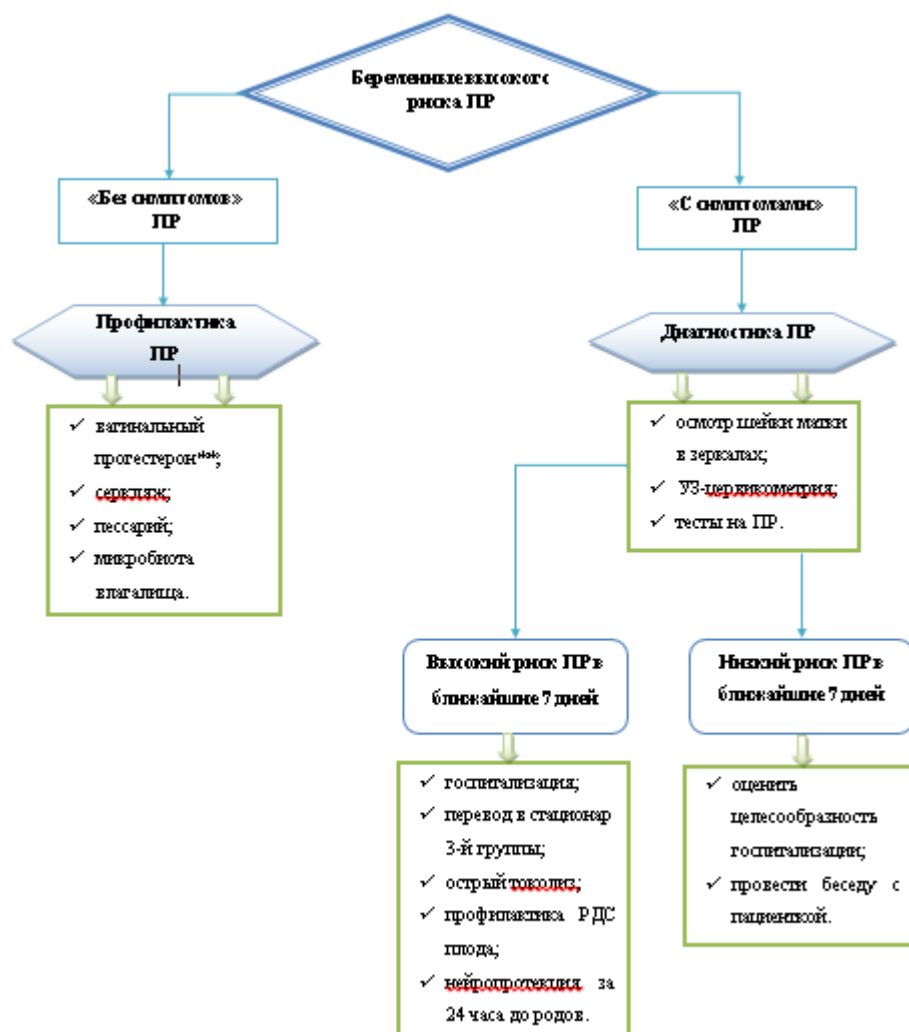 Беременные высокого
риска ПР
«Без симптомов»
ПР
«С симптомами»
ПР
Профилактика
ПР
Диагностика ПР
✓ вагинальный
прогестерон***;
✓ серкляж;
✓ пессарий;
✓ микробиота
влагалища.
✓ осмотр шейки матки
в зеркалах;
✓ УЗ-цервикометрия;
✓ тесты на ПР.
Высокий риск ПР в
ближайшие 7 дней
Низкий риск ПР в
ближайшие 7 дней
✓ госпитализация;
✓ перевод в стационар
3-й группы;
✓ острый токолиз;
✓ профилактика РДС
плода;
✓ нейропротекция за
24 часа до родов.
✓ оценить
целесообразность
госпитализации;
✓ провести беседу с
пациенткой.